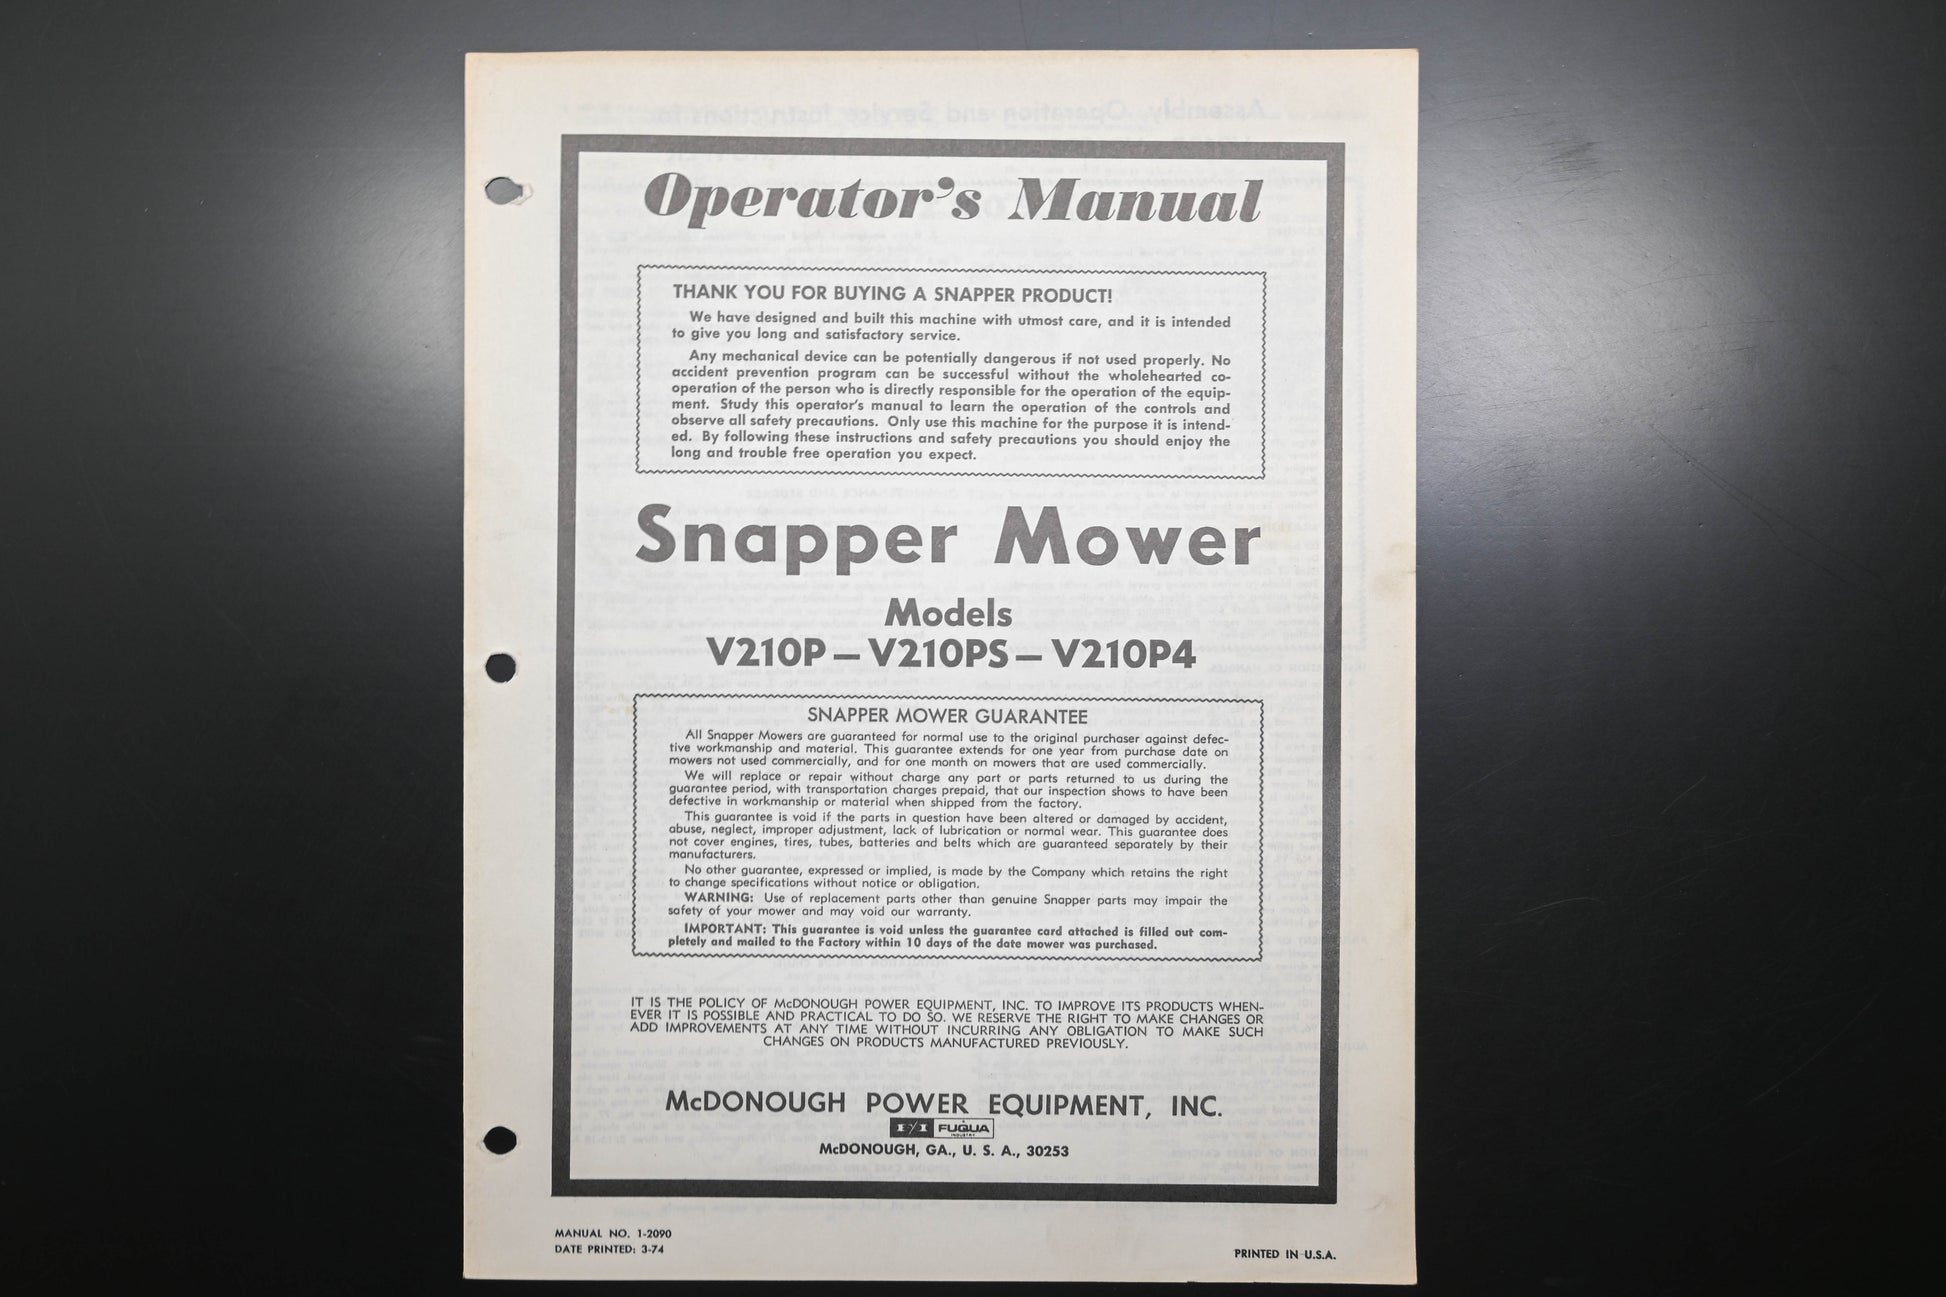 Operator's Manual
THANK YOU FOR BUYING A SNAPPER PRODUCT!
We have designed and built this machine with utmost care, and it is intended
to give you long and satisfactory service.
Any mechanical device can be potentially dangerous if not used properly. No
accident prevention program can be successful without the wholehearted co-
operation of the person who is directly responsible for the operation of the equip-
ment. Study this operator's manual to learn the operation of the controls and
observe all safety precautions. Only use this machine for the purpose it is intend-
ed. By following these instructions and safety precautions you should enjoy the
long and trouble free operation you expect.
Snapper Mower
Models
V210P — V210PS — V210P4
SNAPPER MOWER GUARANTEE
All Snapper Mowers are guaranteed for normal use to the original purchaser against defec-
tive workmanship and material. This guarantee extends for one year from purchase date on
mowers not used commercially, and for one month on mowers that are used commercially.
We will replace or repair without charge any part or parts returned to us during the
guarantee period, with transportation charges prepaid, that our inspection shows to have been
defective in workmanship or material when shipped from the factory.
This guarantee is void if the parts in question have been altered or damaged by accident,
abuse, neglect, improper adjustment, lack of lubrication or normal wear. This guarantee does
not cover engines, tires, tubes, batteries and belts which are guaranteed separately by their
manufacturers.
No other guarantee, expressed or implied, is made by the Company which retains the right
to change specifications without notice or obligation.
WARNING: Use of replacement parts other than genuine Snapper parts may impair the
safety of your mower and may void our warranty.
IMPORTANT: This guarantee is void unless the guarantee card attached is filled out com-
pletely and mailed to the Factory within 10 days of the date mower was purchased.
IT IS THE POLICY OF McDONOUGH POWER EQUIPMENT, INC. TO IMPROVE ITS PRODUCTS WHEN-
EVER IT IS POSSIBLE AND PRACTICAL TO DO SO. WE RESERVE THE RIGHT TO MAKE CHANGES OR
ADD IMPROVEMENTS AT ANY TIME WITHOUT INCURRING ANY OBLIGATION TO MAKE SUCH
CHANGES ON PRODUCTS MANUFACTURED PREVIOUSLY.
McDONOUGH POWER EQUIPMENT, INC.
FUQUA
INDUSTRY
McDONOUGH, GA., U. S. A., 30253
MANUAL NO. 1-2090
DATE PRINTED: 3-74
PRINTED IN U.S.A.